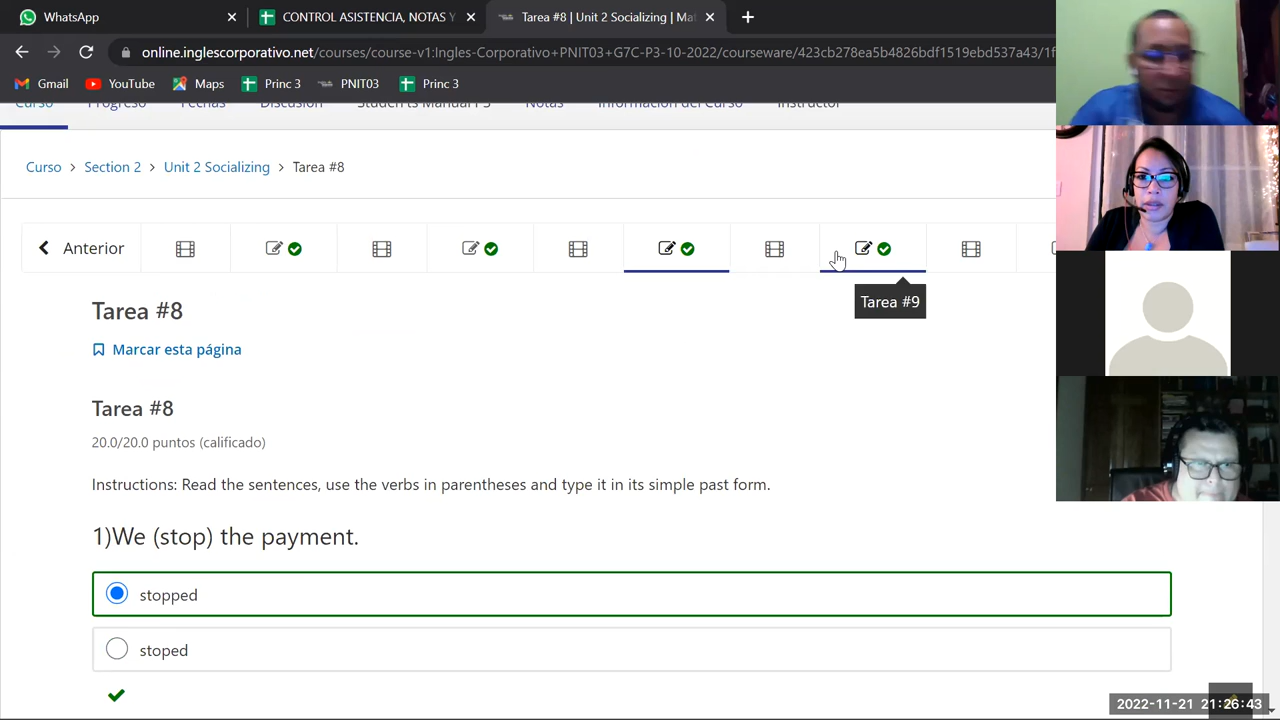 WhatsApp
CONTROL ASISTENCIA, NOTAS Y
Tarea #8 | Unit 2 Socializing | Ma
online.inglescorporativo.net/courses/course-v1:Ingles-Corporativo+PNIT03+G7C-P3-10-2022/courseware/423cb278ea5b4826bdf1519ebd537a43/1f
Gmail YouTube Maps Princ 3 PNIT03 Princ 3
Curso Progreso Fechas Discusión Students Manual P3 Notas Información del Curso Instructor
Curso > Section 2 > Unit 2 Socializing > Tarea #8
Anterior
Tarea #9
Tarea #8
Marcar esta página
Tarea #8
20.0/20.0 puntos (calificado)
Instructions: Read the sentences, use the verbs in parentheses and type it in its simple past form.
1)We (stop) the payment.
stopped
stoped
2022-11-21 21:26:43